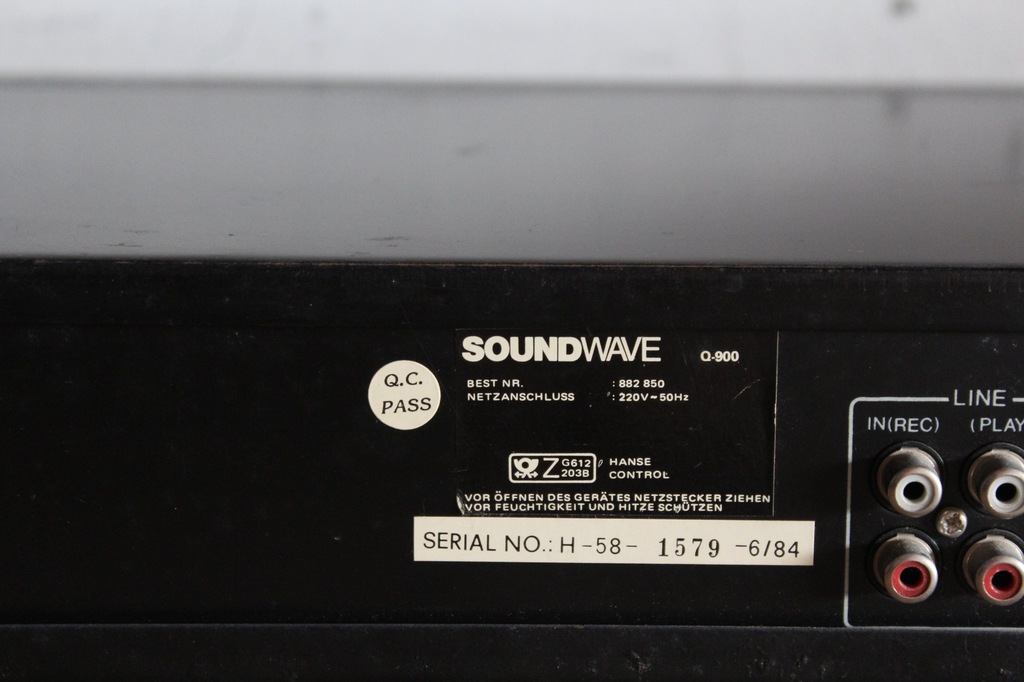 Q.C.
PASS
SOUNDWAVE Q-900
BEST NR. : 882 850
NETZANSCHLUSS : 220V~50Hz
Z G612
203B
HANSE
CONTROL
VOR ÖFFNEN DES GERÄTES NETZSTECKER ZIEHEN
VOR FEUCHTIGKEIT UND HITZE SCHÜTZEN
SERIAL NO.: H-58- 1579 -6/84
LINE
IN(REC) (PLAY